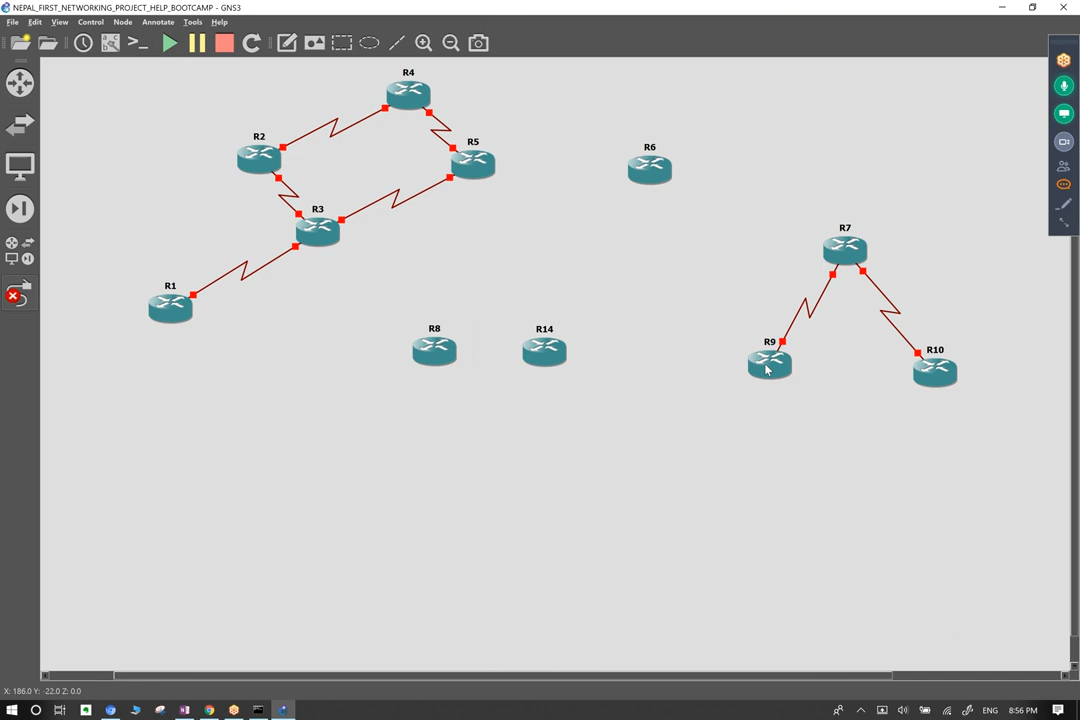 NEPAL_FIRST_NETWORKING_PROJECT_HELP_BOOTCAMP - GNS3
File Edit View Control Node Annotate Tools Help
R4
R2
R5
R6
R3
R7
R1
R8
R14
R9
R10
X: 186.0 Y: -22.0 Z: 0.0
ENG 8:56 PM